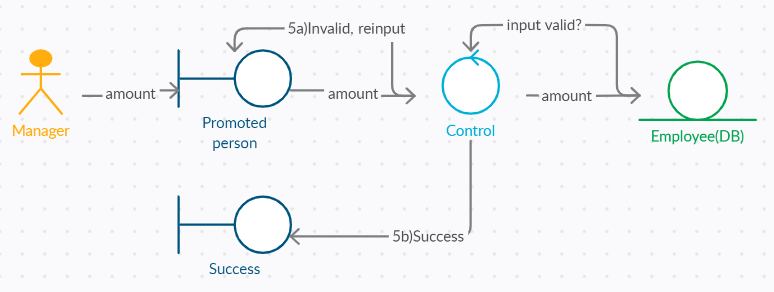 5a)Invalid, reinput
input valid?
amount
amount
amount
Manager
Promoted
person
Control
Employee(DB)
5b)Success
Success